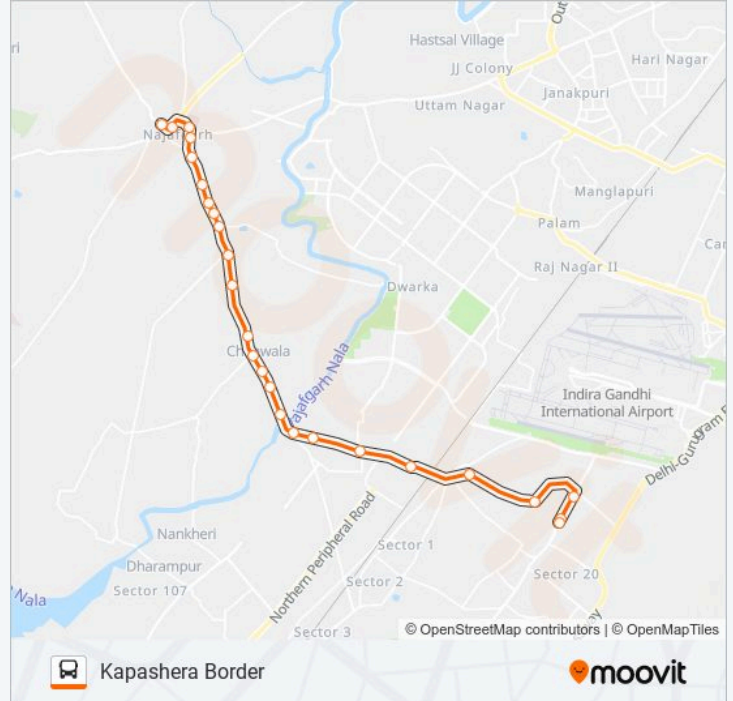 Hastsal Village
JJ Colony
Hari Nagar
Janakpuri
Uttam Nagar
Manglapuri
Palam
Raj Nagar II
Dwarka
Indira Gandhi
International Airport
Nankheri
Dharampur
Sector 107
Northern Peripheral Road
Sector 1
Sector 2
Sector 20
Sector 3
Nala
© OpenStreetMap contributors | © OpenMapTiles
Kapashera Border
moovit